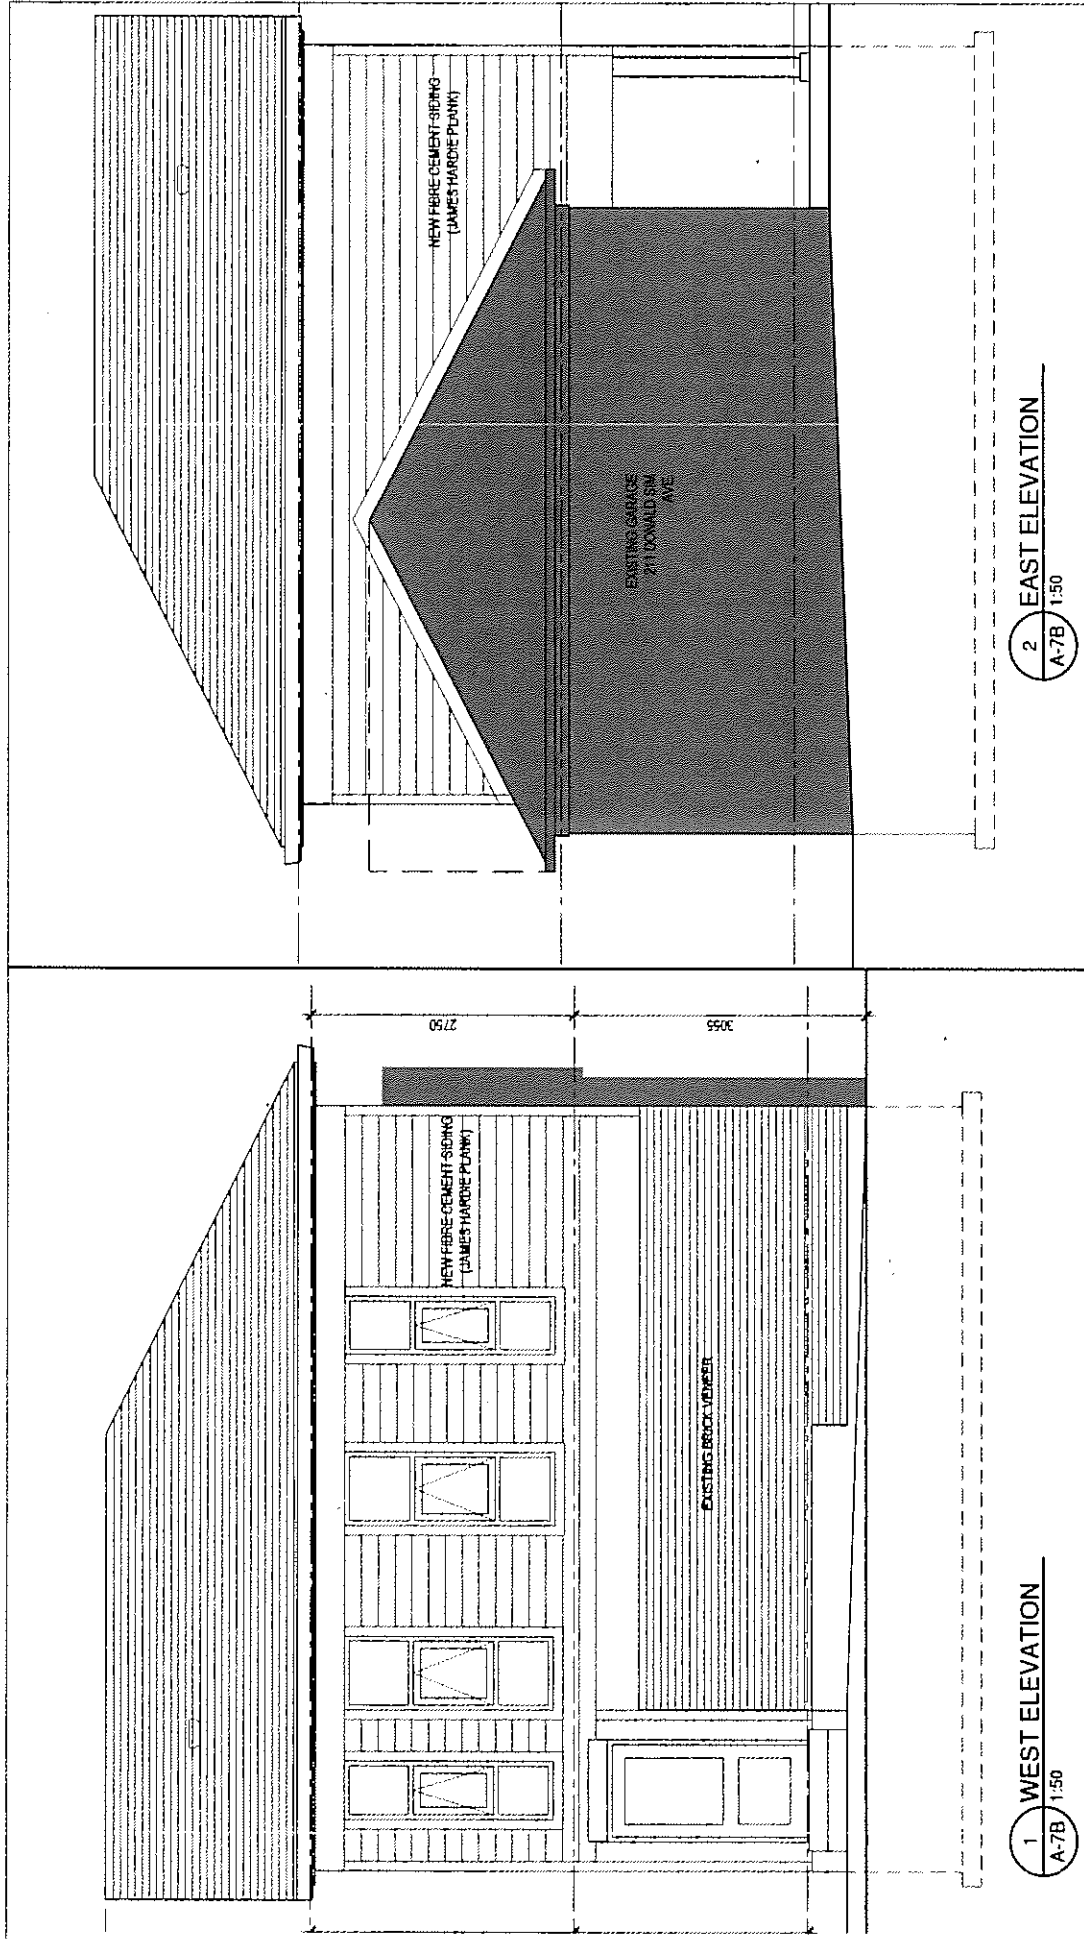 NEW FIBRE CEMENT SIDING
(JAMES HARDIE PLANK)
2750
3055
EXISTING BRICK VENEER
1
A-7B
WEST ELEVATION
1:50
NEW FIBRE CEMENT SIDING
(JAMES HARDIE PLANK)
EXISTING GARAGE
211 DONALD SIM
AVE
2
A-7B
EAST ELEVATION
1:50